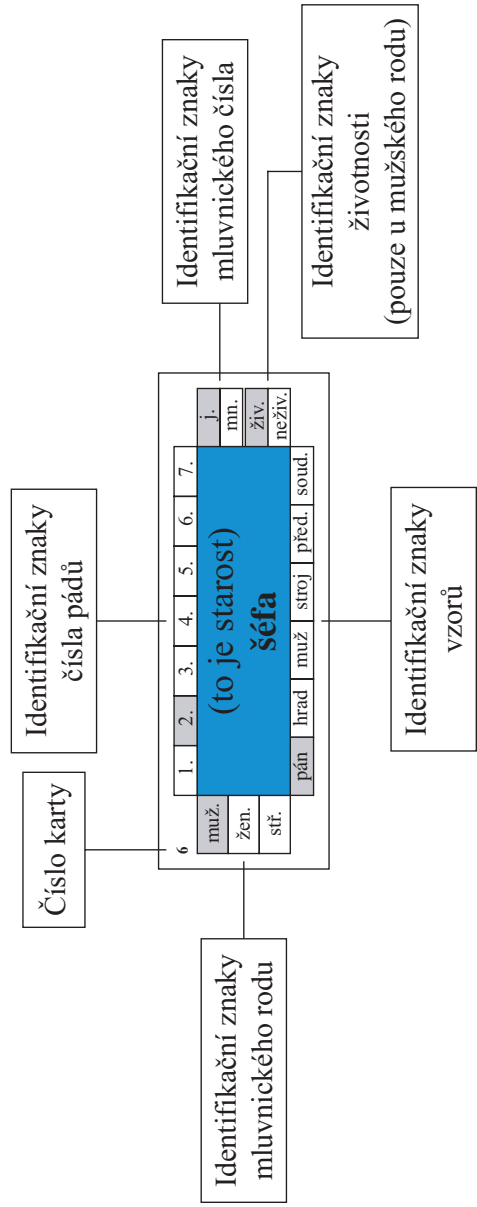 Číslo karty
Identifikační znaky
čísla pádů
Identifikační znaky
mluvnického čísla
6
1. 2. 3. 4. 5. 6. 7.
muž.
žen.
stř.
(to je starost)
šéfa
j.
mn.
živ.
neživ.
pán hrad muž stroj před. soud.
Identifikační znaky
mluvnického rodu
Identifikační znaky
vzorů
Identifikační znaky
životnosti
(pouze u mužského rodu)